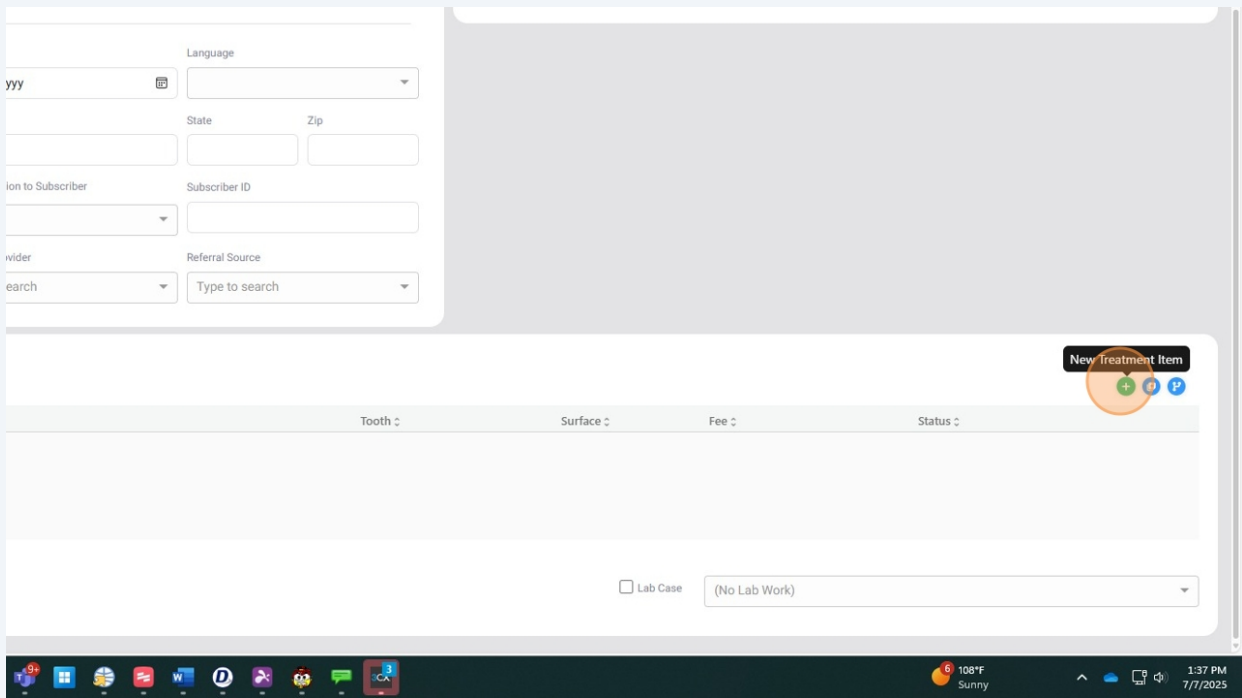 Language
yyy
State Zip
ion to Subscriber Subscriber ID
ovider Referral Source
earch Type to search
New Treatment Item
Tooth Surface Fee Status
Lab Case (No Lab Work)
9+ W D 3 6 108°F 1:37 PM
Sunny 7/7/2025